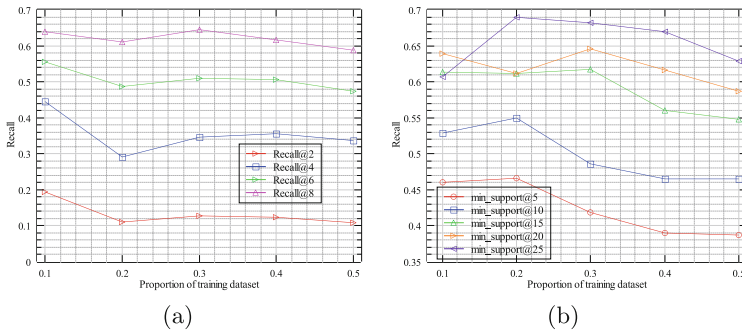 0.7
0.6
0.5
0.4
0.3
0.2
0.1
0
Recall
Recall@2
Recall@4
Recall@6
Recall@8
0.1 0.2 0.3 0.4 0.5
Proportion of training dataset
(a)
0.7
0.65
0.6
0.55
0.5
0.45
0.4
0.35
Recall
min_support@5
min_support@10
min_support@15
min_support@20
min_support@25
0.1 0.2 0.3 0.4 0.5
Proportion of training dataset
(b)